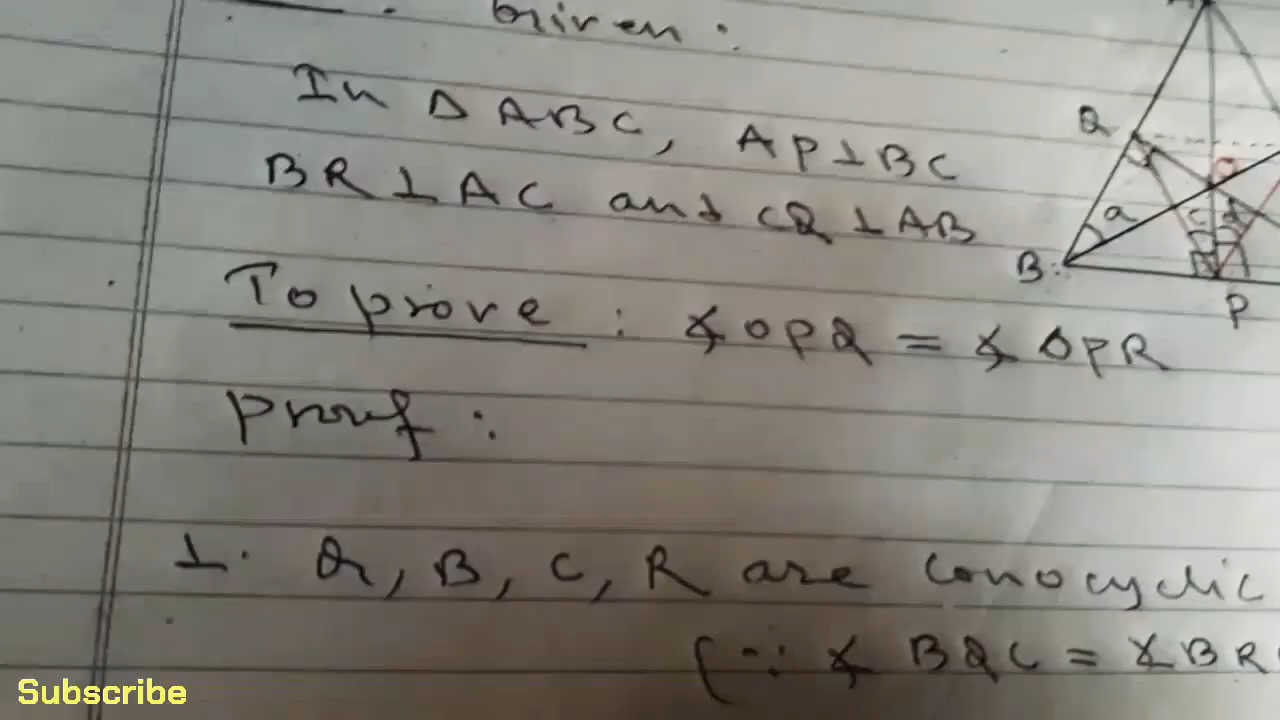 Given :
In Δ ABC, AP⊥BC
BR⊥AC and CQ⊥AB
To prove : ∡OPQ = ∡OPR
Proof :
1. Q, B, C, R are conocyclic
(∵ ∡ BQC = ∡BR
Q
O
a
c d
B
P
Subscribe